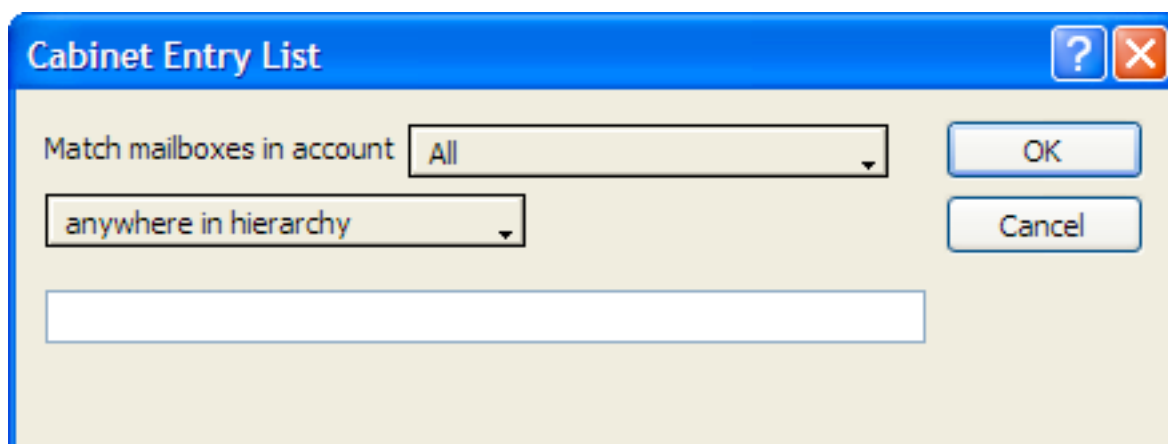 Cabinet Entry List
?
Match mailboxes in account All
OK
anywhere in hierarchy
Cancel